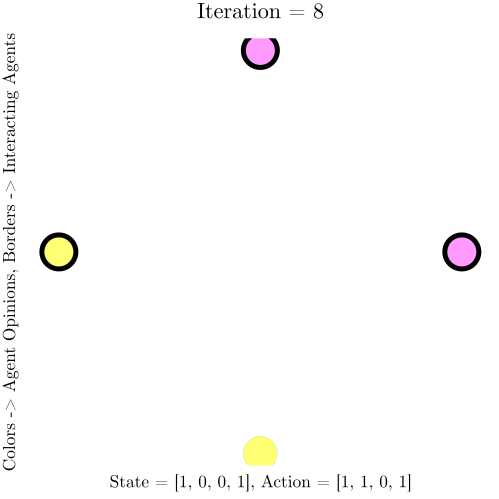 Iteration = 8
Colors -> Agent Opinions, Borders -> Interacting Agents
State = [1, 0, 0, 1], Action = [1, 1, 0, 1]